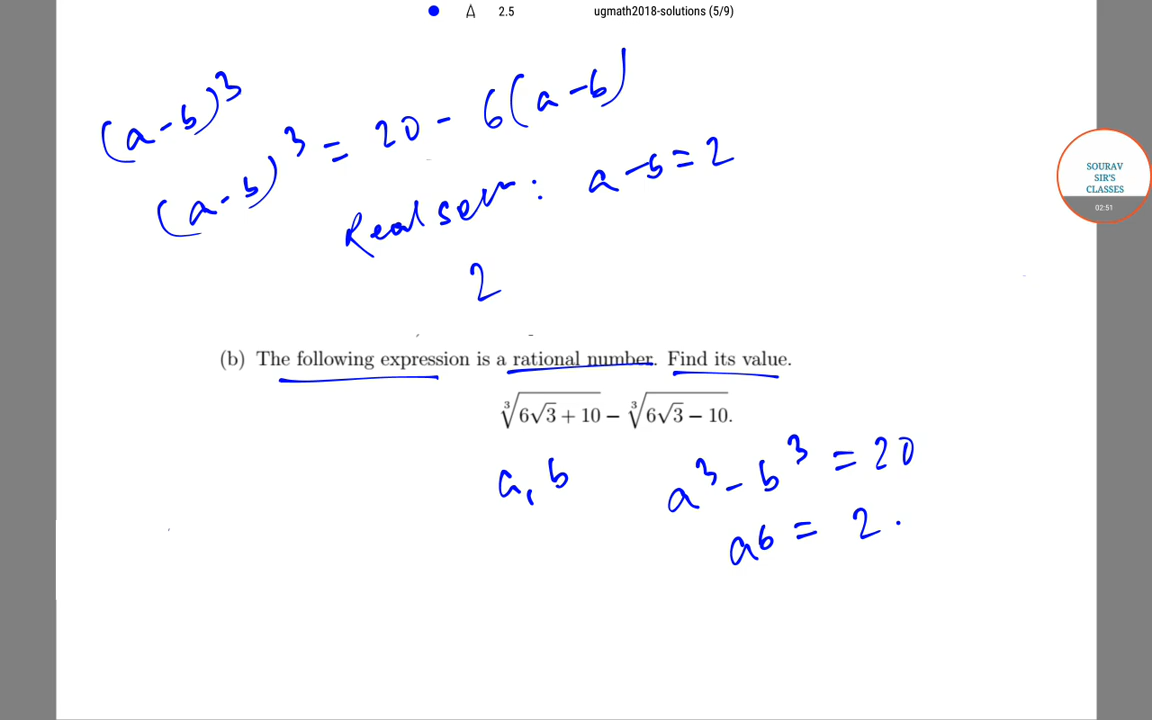 A 2.5 ugmath2018-solutions (5/9)
(a-b)³
(a-b)³ = 20 - 6(a-b)
Real soln : a-b=2
2
SOURAV
SIR'S
CLASSES
02:51
(b) The following expression is a rational number. Find its value.
∛(6√3 + 10) − ∛(6√3 − 10).
a, b
a³ - b³ = 20
ab = 2.